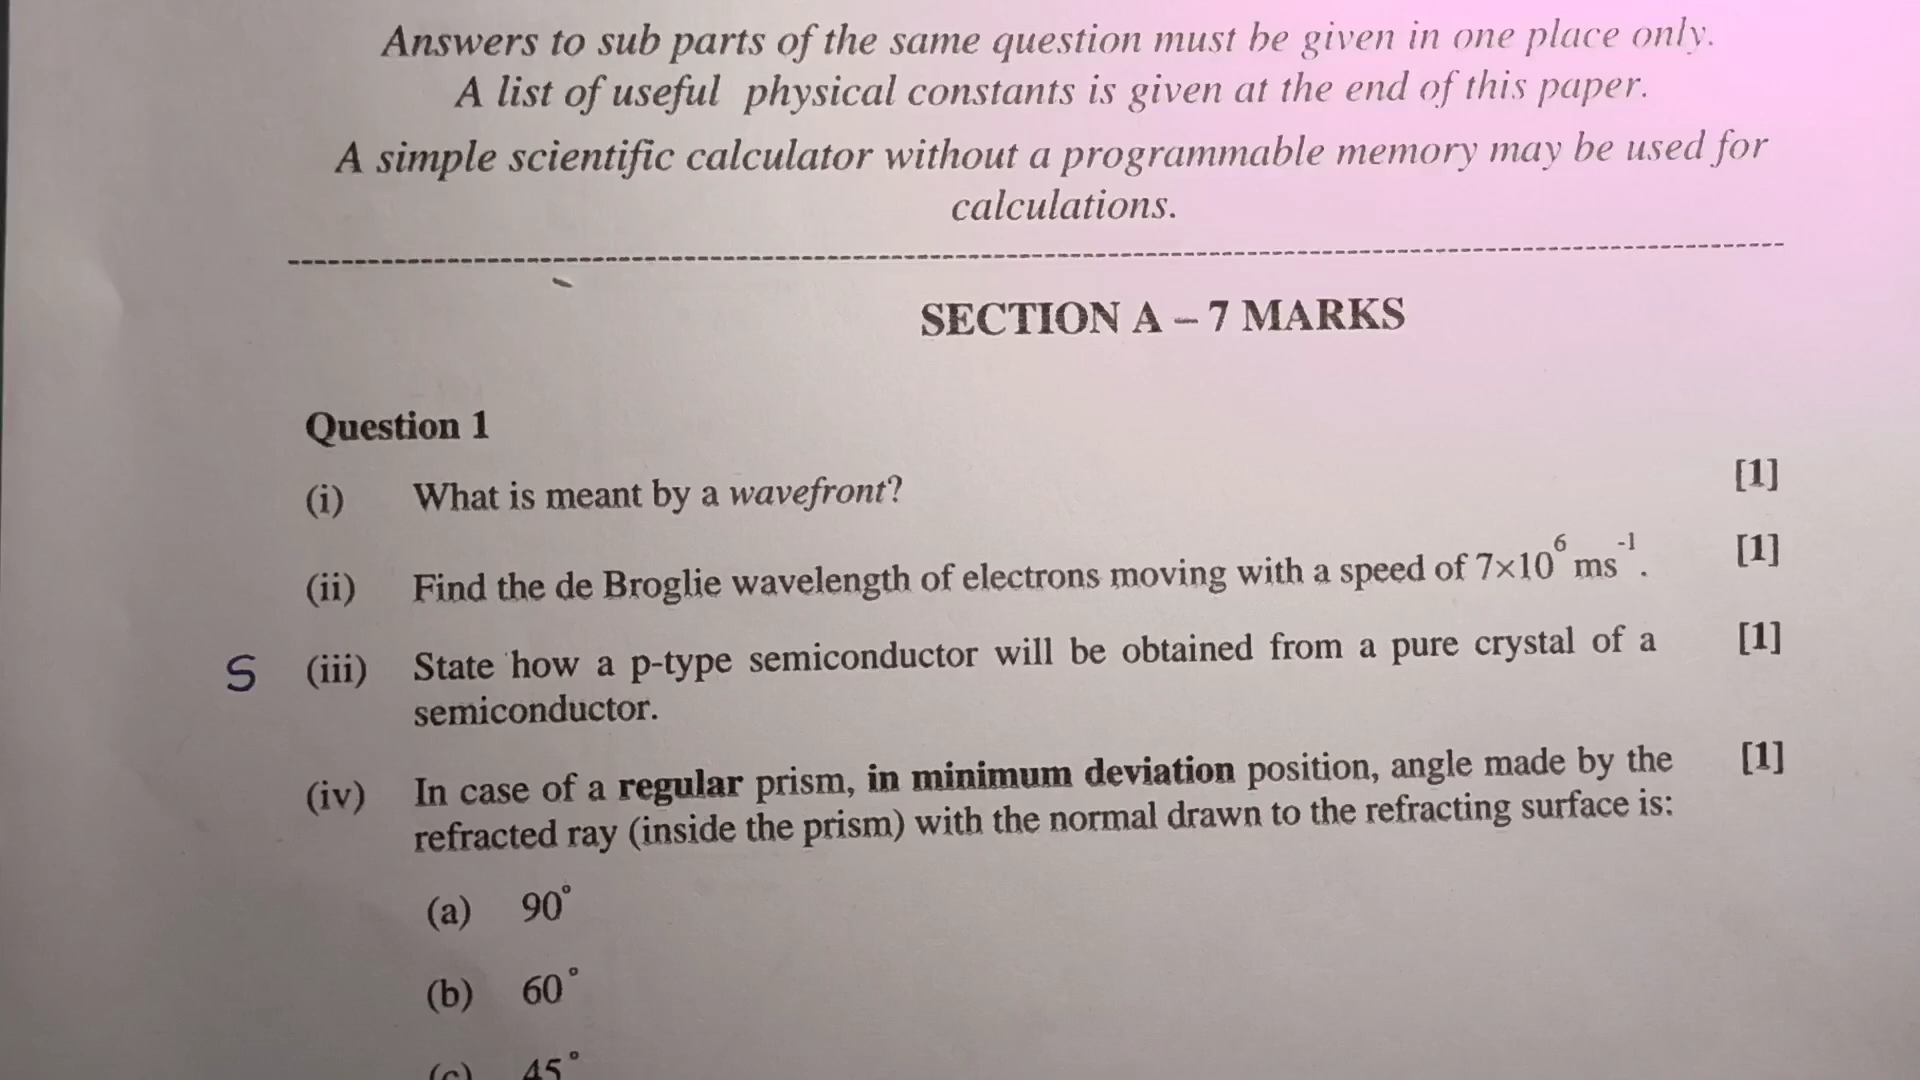 Answers to sub parts of the same question must be given in one place only.
A list of useful physical constants is given at the end of this paper.
A simple scientific calculator without a programmable memory may be used for
calculations.
SECTION A – 7 MARKS
Question 1
(i) What is meant by a wavefront? [1]
(ii) Find the de Broglie wavelength of electrons moving with a speed of 7×10⁶ ms⁻¹. [1]
S (iii) State how a p-type semiconductor will be obtained from a pure crystal of a [1]
semiconductor.
(iv) In case of a regular prism, in minimum deviation position, angle made by the [1]
refracted ray (inside the prism) with the normal drawn to the refracting surface is:
(a) 90°
(b) 60°
(c) 45°